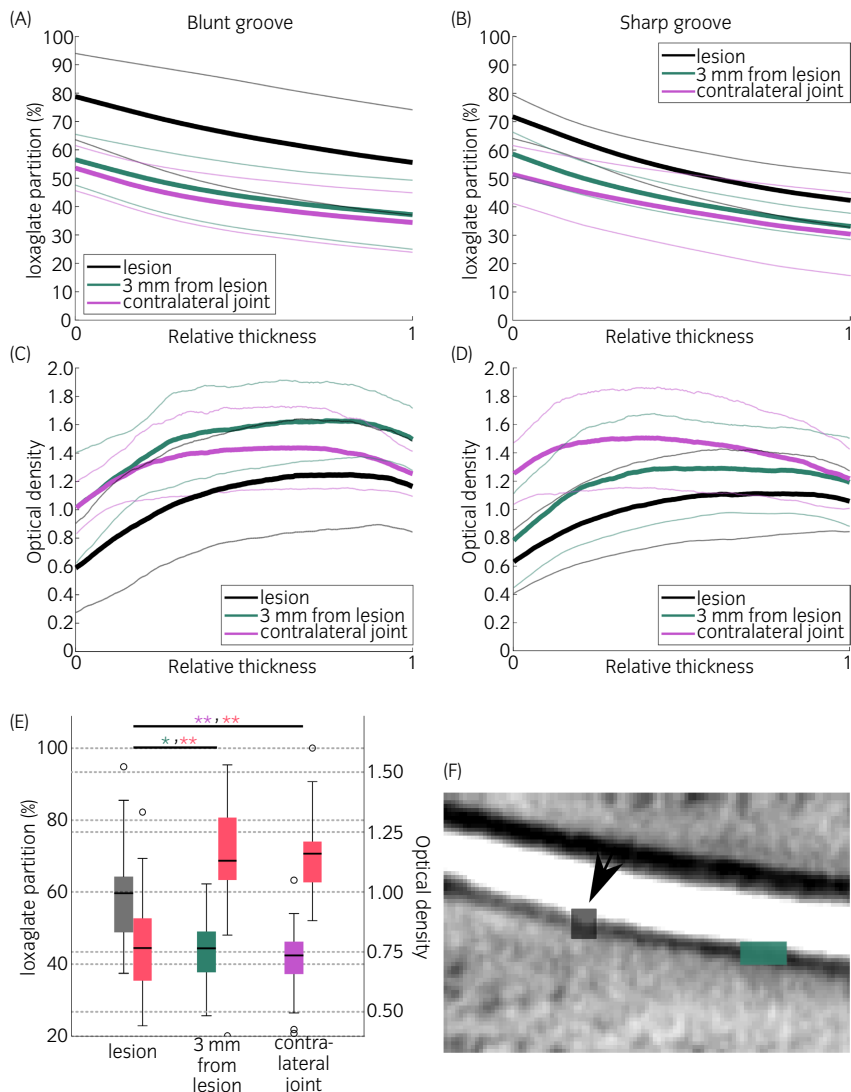 (A)
Blunt groove
100
90
80
70
60
50
40
30
20
10
0
Ioxaglate partition (%)
lesion
3 mm from lesion
contralateral joint
0
Relative thickness
1
(B)
Sharp groove
100
90
80
70
60
50
40
30
20
10
0
Ioxaglate partition (%)
lesion
3 mm from lesion
contralateral joint
0
Relative thickness
1
(C)
2.0
1.8
1.6
1.4
1.2
1.0
0.8
0.6
0.4
0.2
0
Optical density
lesion
3 mm from lesion
contralateral joint
0
Relative thickness
1
(D)
2.0
1.8
1.6
1.4
1.2
1.0
0.8
0.6
0.4
0.2
0
Optical density
lesion
3 mm from lesion
contralateral joint
0
Relative thickness
1
(E)
**,**
*,**
100
80
60
40
20
Ioxaglate partition (%)
1.50
1.25
1.00
0.75
0.50
Optical density
lesion
3 mm
from
lesion
contra-
lateral
joint
(F)